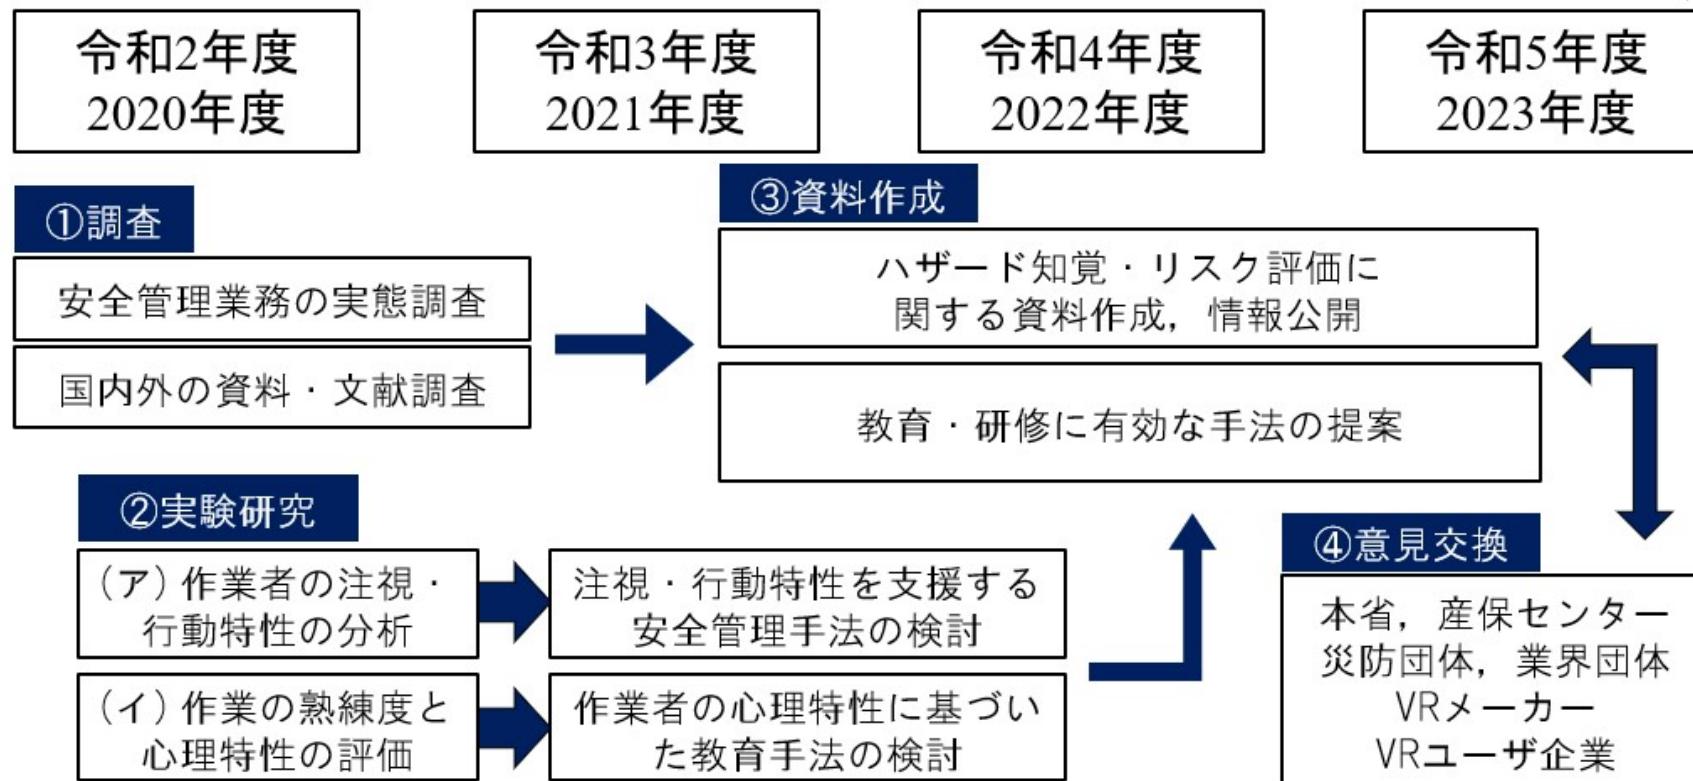 令和2年度
2020年度
令和3年度
2021年度
令和4年度
2022年度
令和5年度
2023年度
①調査
安全管理業務の実態調査
国内外の資料・文献調査
③資料作成
ハザード知覚・リスク評価に
関する資料作成，情報公開
教育・研修に有効な手法の提案
②実験研究
（ア）作業者の注視・
行動特性の分析
注視・行動特性を支援する
安全管理手法の検討
（イ）作業の熟練度と
心理特性の評価
作業者の心理特性に基づい
た教育手法の検討
④意見交換
本省，産保センター
災防団体，業界団体
VRメーカー
VRユーザ企業